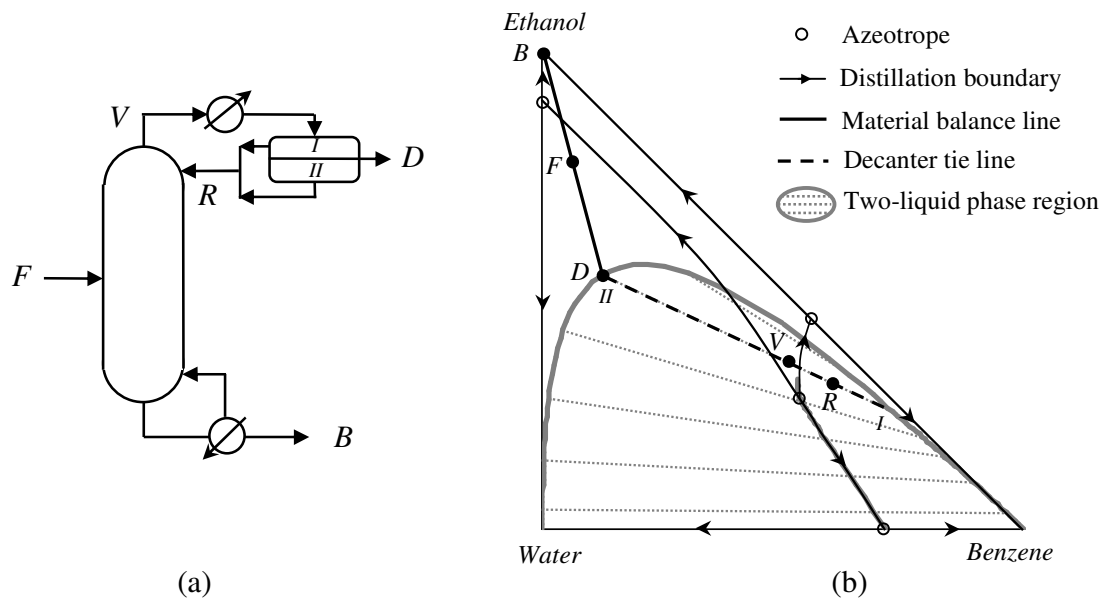 V
I
II
D
R
F
B
(a)
Ethanol
B
F
D
II
V
R
I
Water
Benzene
Azeotrope
Distillation boundary
Material balance line
Decanter tie line
Two-liquid phase region
(b)